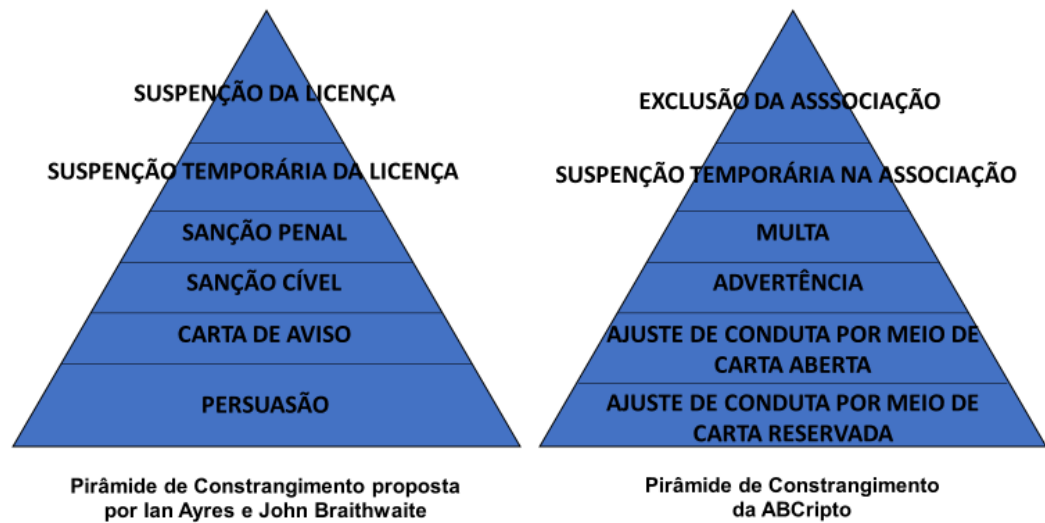 SUSPENÇÃO DA LICENÇA
SUSPENÇÃO TEMPORÁRIA DA LICENÇA
SANÇÃO PENAL
SANÇÃO CÍVEL
CARTA DE AVISO
PERSUASÃO
Pirâmide de Constrangimento proposta
por Ian Ayres e John Braithwaite
EXCLUSÃO DA ASSSOCIAÇÃO
SUSPENÇÃO TEMPORÁRIA NA ASSOCIAÇÃO
MULTA
ADVERTÊNCIA
AJUSTE DE CONDUTA POR MEIO DE
CARTA ABERTA
AJUSTE DE CONDUTA POR MEIO DE
CARTA RESERVADA
Pirâmide de Constrangimento
da ABCripto